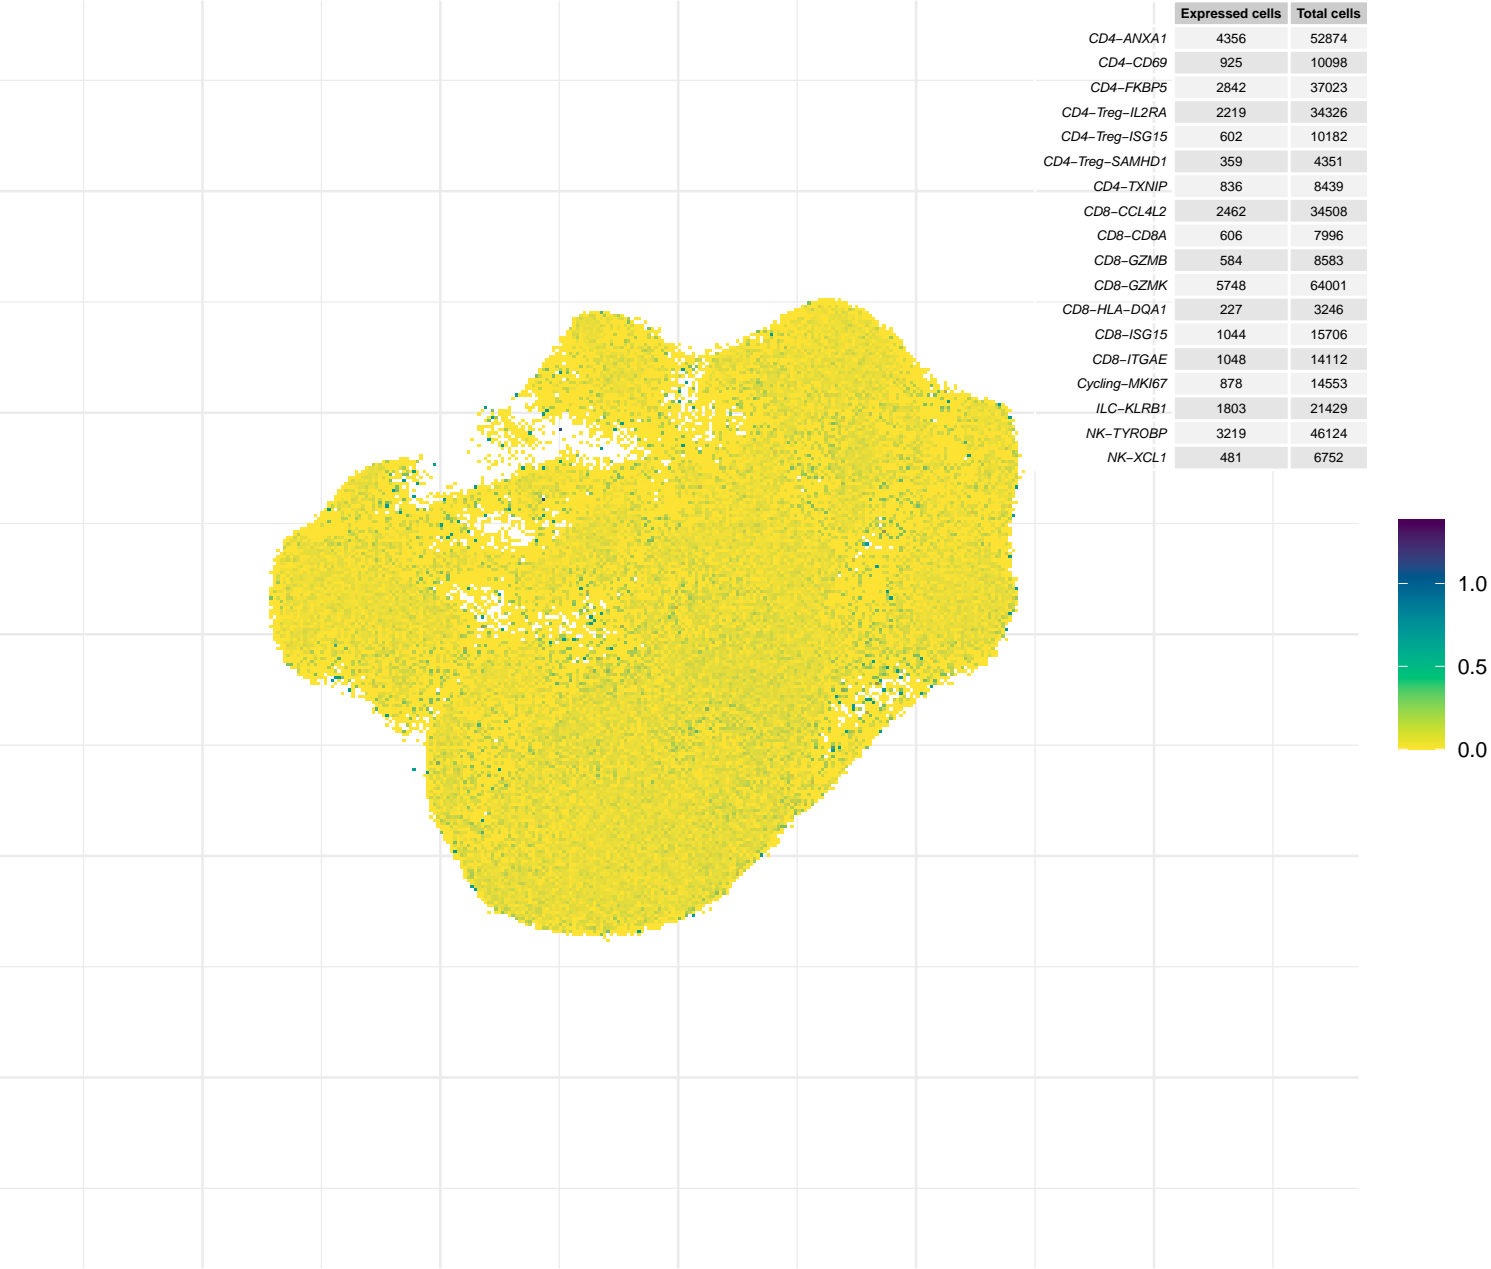 Expressed cells Total cells
CD4−ANXA1 4356 52874
CD4−CD69 925 10098
CD4−FKBP5 2842 37023
CD4−Treg−IL2RA 2219 34326
CD4−Treg−ISG15 602 10182
CD4−Treg−SAMHD1 359 4351
CD4−TXNIP 836 8439
CD8−CCL4L2 2462 34508
CD8−CD8A 606 7996
CD8−GZMB 584 8583
CD8−GZMK 5748 64001
CD8−HLA−DQA1 227 3246
CD8−ISG15 1044 15706
CD8−ITGAE 1048 14112
Cycling−MKI67 878 14553
ILC−KLRB1 1803 21429
NK−TYROBP 3219 46124
NK−XCL1 481 6752
1.0
0.5
0.0